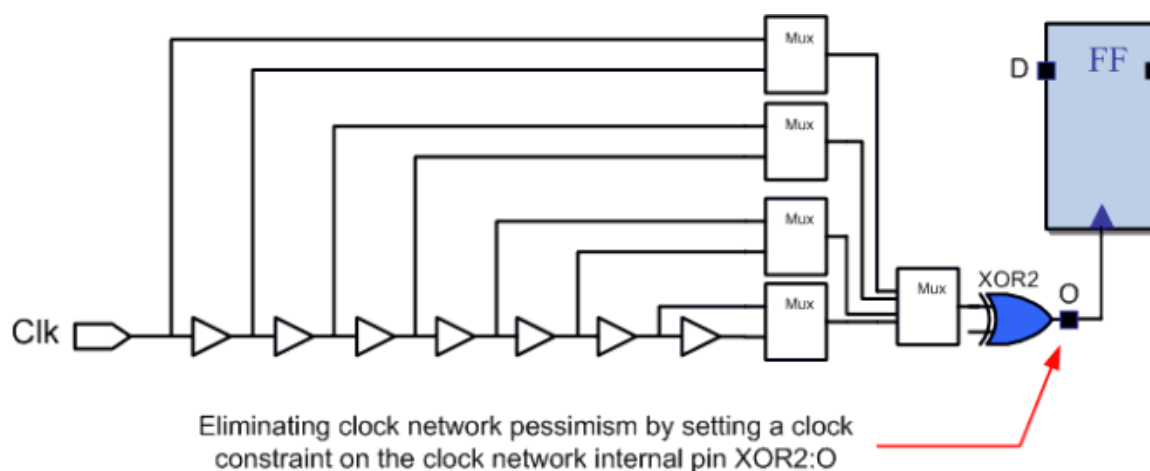 Mux
D
FF
Mux
Mux
Mux
Mux
XOR2
O
Clk
Eliminating clock network pessimism by setting a clock
constraint on the clock network internal pin XOR2:O